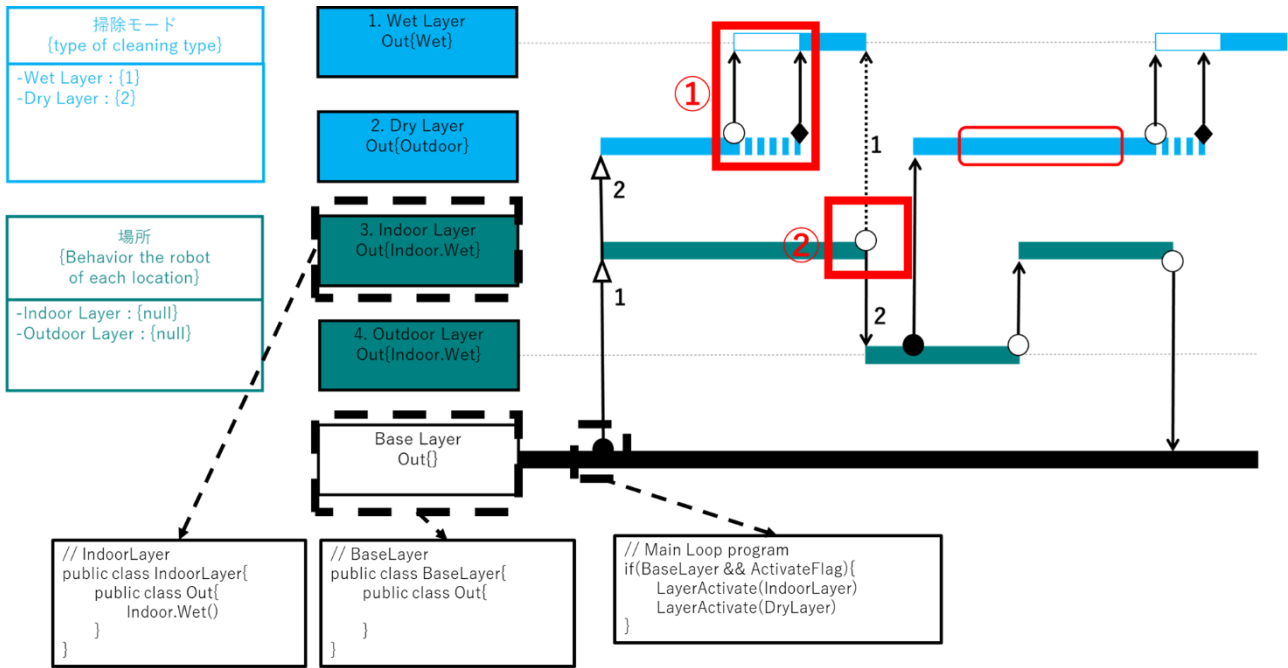 掃除モード
{type of cleaning type}
-Wet Layer : {1}
-Dry Layer : {2}
場所
{Behavior the robot
of each location}
-Indoor Layer : {null}
-Outdoor Layer : {null}
1. Wet Layer
Out{Wet}
2. Dry Layer
Out{Outdoor}
3. Indoor Layer
Out{Indoor.Wet}
4. Outdoor Layer
Out{Indoor.Wet}
Base Layer
Out{}
①
1
2
②
1
2
// IndoorLayer
public class IndoorLayer{
public class Out{
Indoor.Wet()
}
}
// BaseLayer
public class BaseLayer{
public class Out{
}
}
// Main Loop program
if(BaseLayer && ActivateFlag){
LayerActivate(IndoorLayer)
LayerActivate(DryLayer)
}